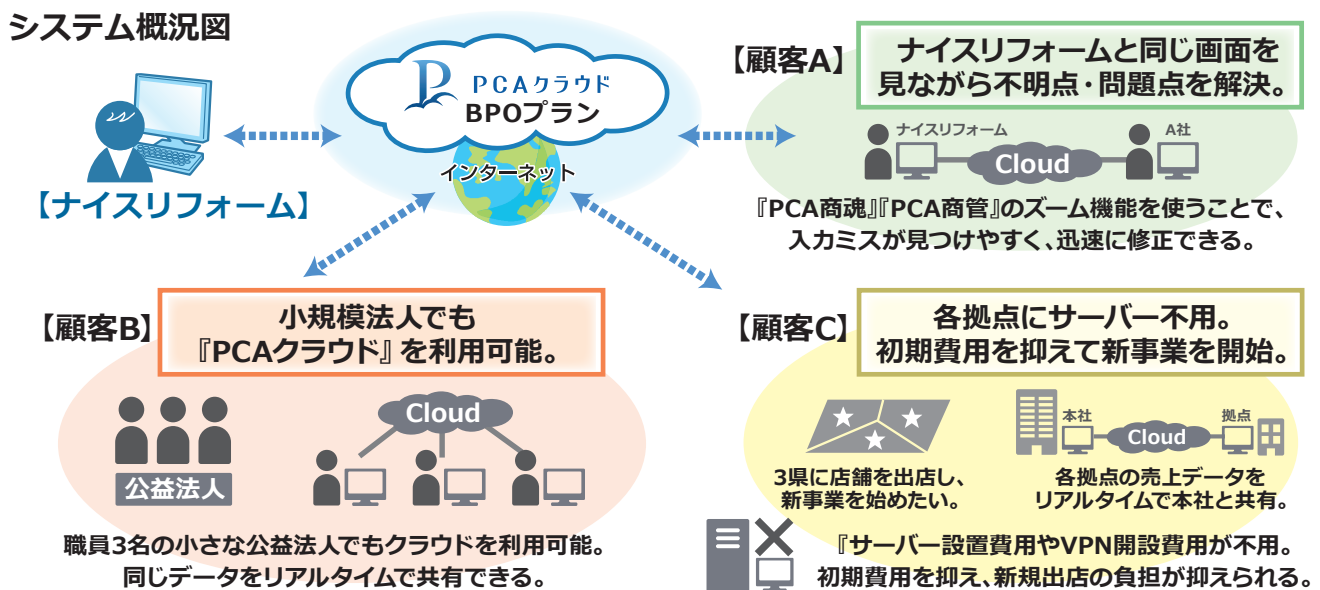 システム概況図
PCAクラウド
BPOプラン
インターネット
【ナイスリフォーム】
【顧客A】
ナイスリフォームと同じ画面を
見ながら不明点・問題点を解決。
ナイスリフォーム
A社
Cloud
『PCA商魂』『PCA商管』のズーム機能を使うことで、
入力ミスが見つけやすく、迅速に修正できる。
【顧客B】
小規模法人でも
『PCAクラウド』を利用可能。
Cloud
公益法人
職員3名の小さな公益法人でもクラウドを利用可能。
同じデータをリアルタイムで共有できる。
【顧客C】
各拠点にサーバー不用。
初期費用を抑えて新事業を開始。
本社
拠点
Cloud
3県に店舗を出店し、
新事業を始めたい。
各拠点の売上データを
リアルタイムで本社と共有。
『サーバー設置費用やVPN開設費用が不用。
初期費用を抑え、新規出店の負担が抑えられる。